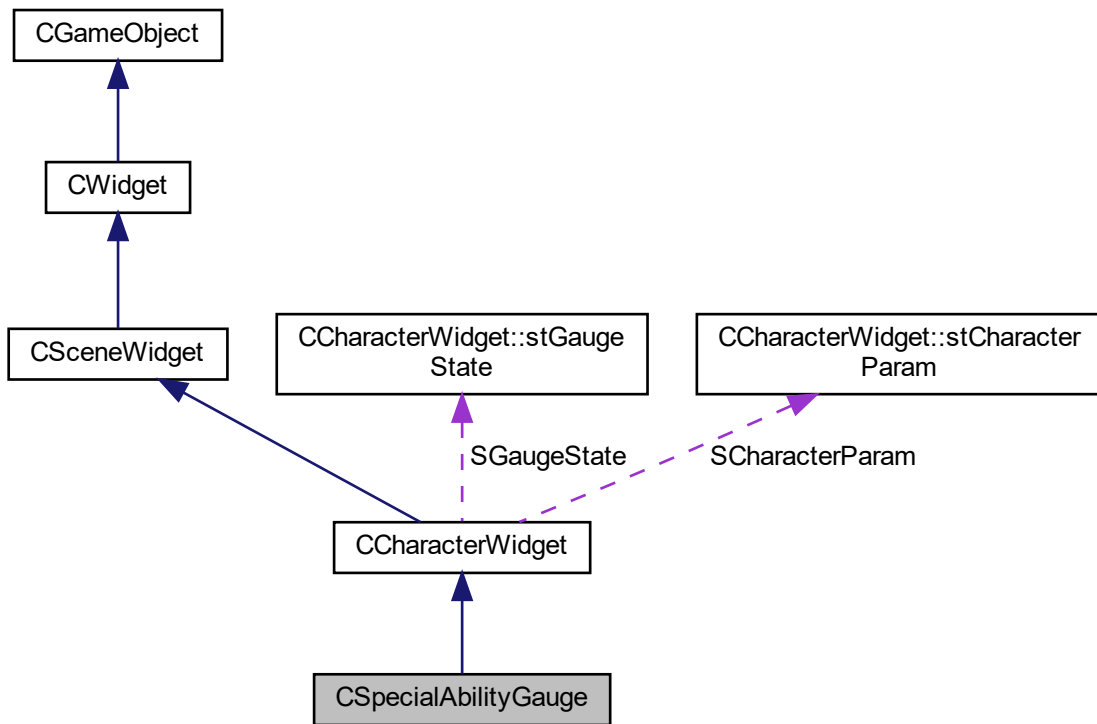 CGameObject
CWidget
CSceneWidget
CCharacterWidget::stGauge
State
CCharacterWidget::stCharacter
Param
SGaugeState
SCharacterParam
CCharacterWidget
CSpecialAbilityGauge